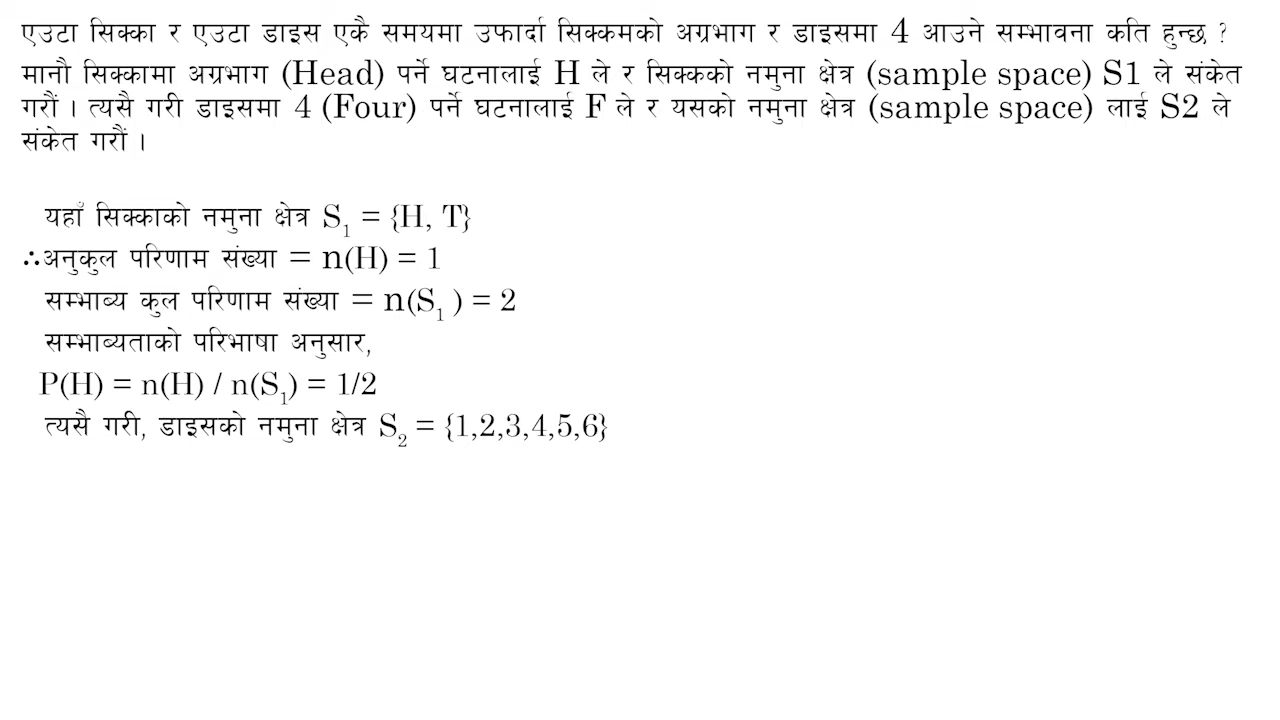 एउटा सिक्का र एउटा डाइस एकै समयमा उफार्दा सिक्कमको अग्रभाग र डाइसमा 4 आउने सम्भावना कति हुन्छ ?
मानौ सिक्कामा अग्रभाग (Head) पर्ने घटनालाई H ले र सिक्कको नमुना क्षेत्र (sample space) S1 ले संकेत
गरौं । त्यसै गरी डाइसमा 4 (Four) पर्ने घटनालाई F ले र यसको नमुना क्षेत्र (sample space) लाई S2 ले
संकेत गरौं ।
यहाँ सिक्काको नमुना क्षेत्र S₁ = {H, T}
∴अनुकुल परिणाम संख्या = n(H) = 1
सम्भाब्य कुल परिणाम संख्या = n(S₁ ) = 2
सम्भाब्यताको परिभाषा अनुसार,
P(H) = n(H) / n(S₁) = 1/2
त्यसै गरी, डाइसको नमुना क्षेत्र S₂ = {1,2,3,4,5,6}